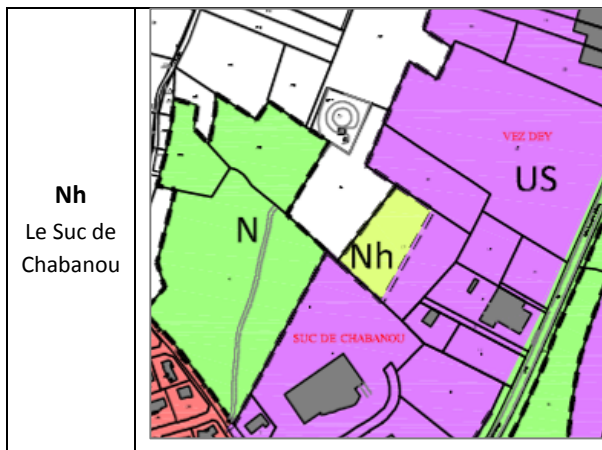 Nh
Le Suc de
Chabanou
VEZ DEY
US
N
Nh
SUC DE CHABANOU